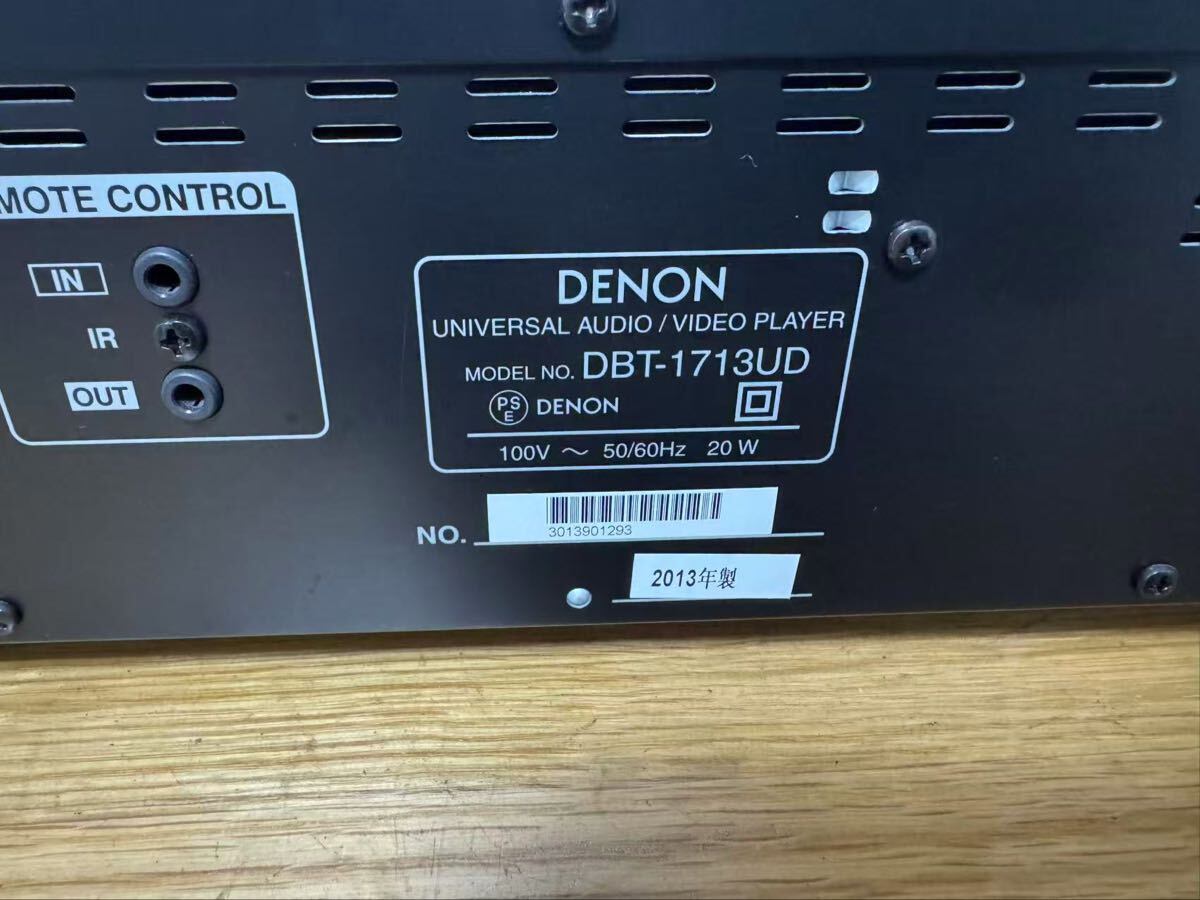 MOTE CONTROL
IN
IR
OUT
DENON
UNIVERSAL AUDIO / VIDEO PLAYER
MODEL NO. DBT-1713UD
PS
E
DENON
100V ～ 50/60Hz 20 W
NO.
3013901293
2013年製